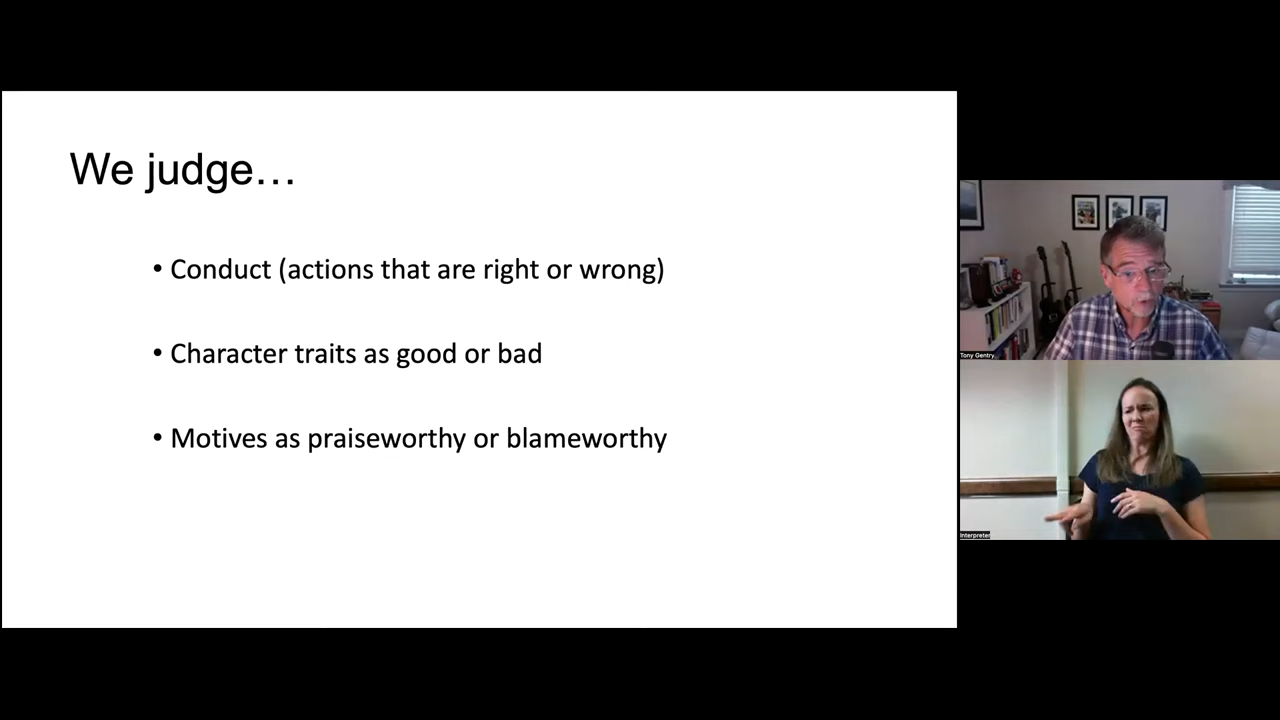 We judge…
• Conduct (actions that are right or wrong)
• Character traits as good or bad
• Motives as praiseworthy or blameworthy
Tony Gentry
Interpreter